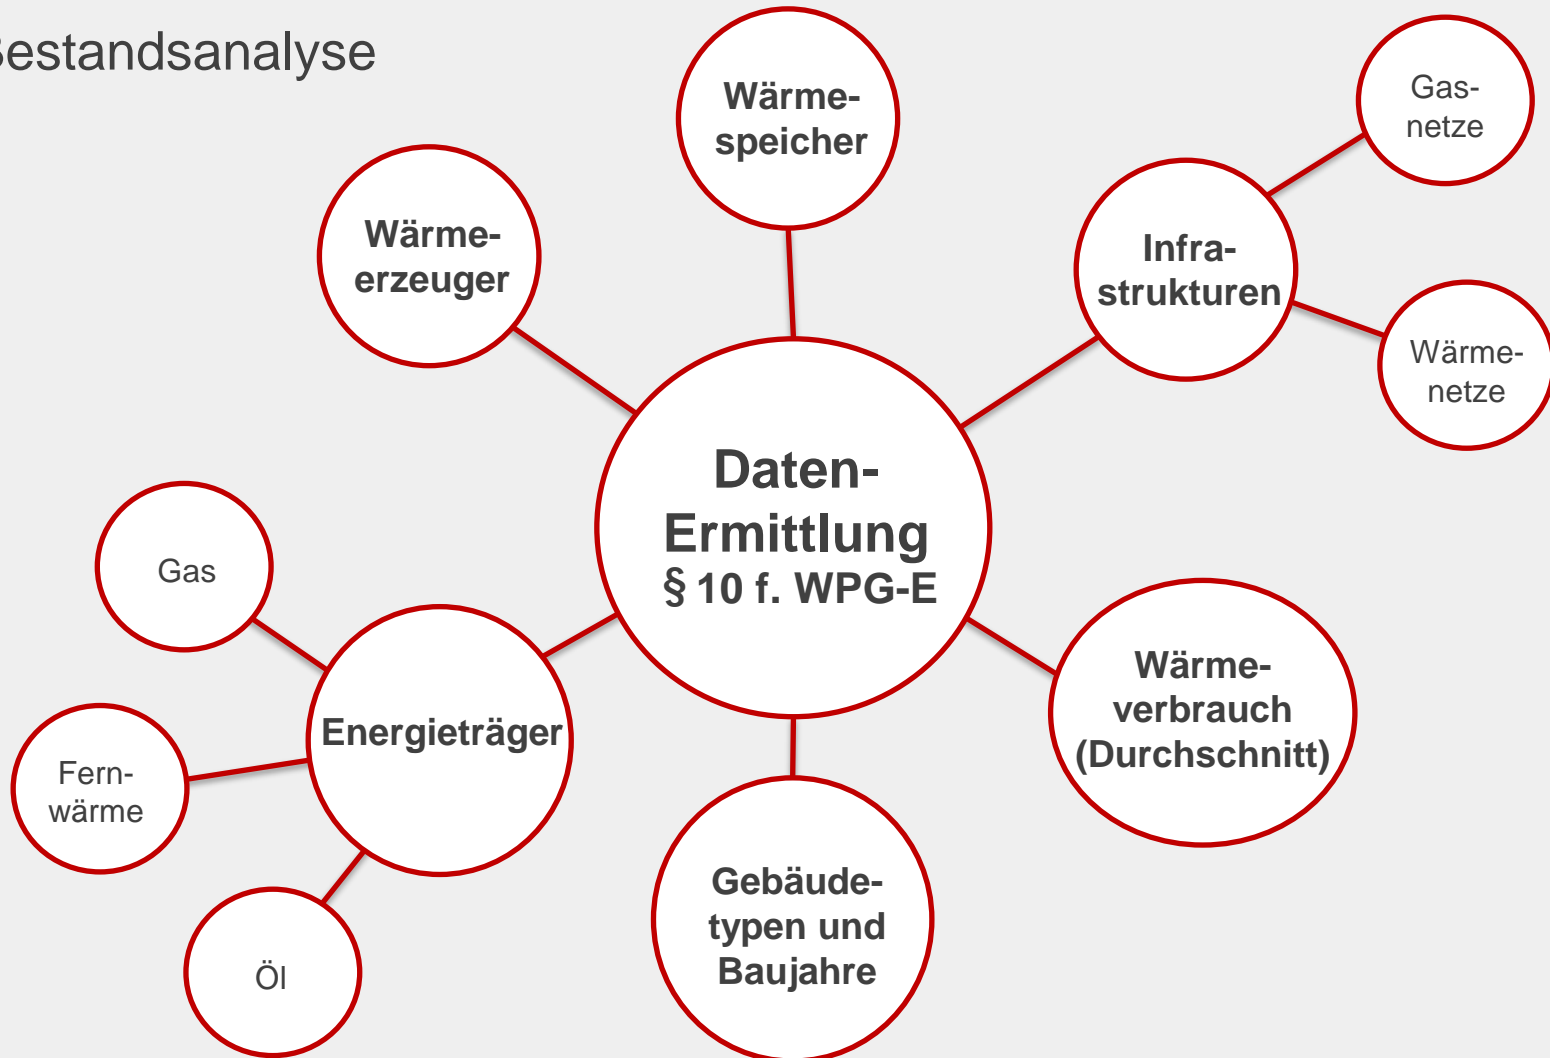 Bestandsanalyse
Wärme-
speicher
Gas-
netze
Wärme-
erzeuger
Infra-
strukturen
Wärme-
netze
Daten-
Ermittlung
§ 10 f. WPG-E
Gas
Energieträger
Wärme-
verbrauch
(Durchschnitt)
Fern-
wärme
Gebäude-
typen und
Baujahre
Öl